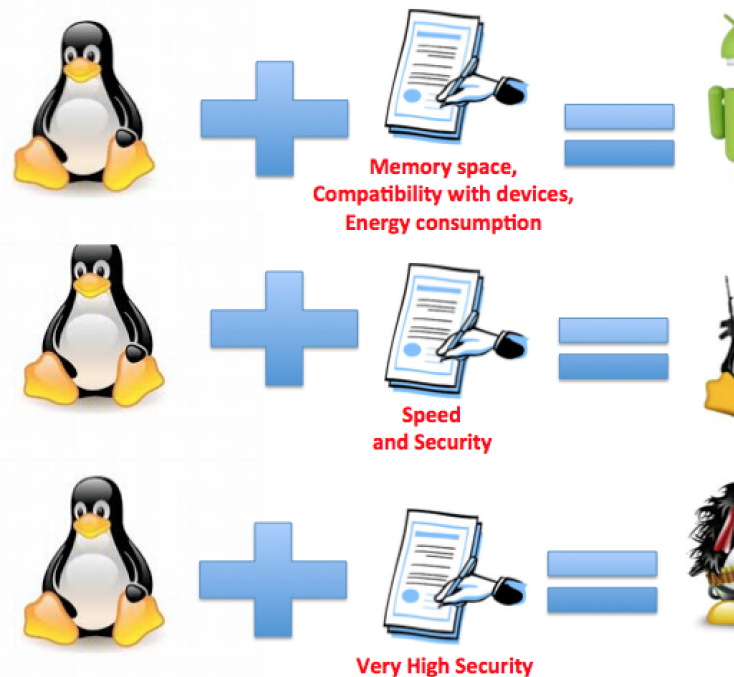 Memory space,
Compatibility with devices,
Energy consumption
Speed
and Security
Very High Security